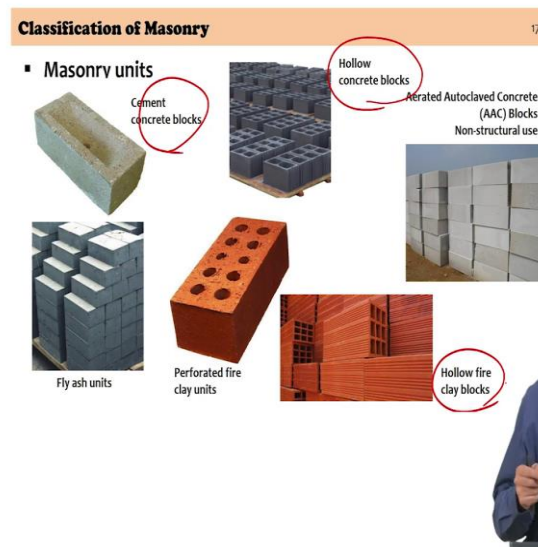 Classification of Masonry
17
▪ Masonry units
Cement
concrete blocks
Hollow
concrete blocks
Aerated Autoclaved Concrete
(AAC) Blocks
Non-structural use
Fly ash units
Perforated fire
clay units
Hollow fire
clay blocks